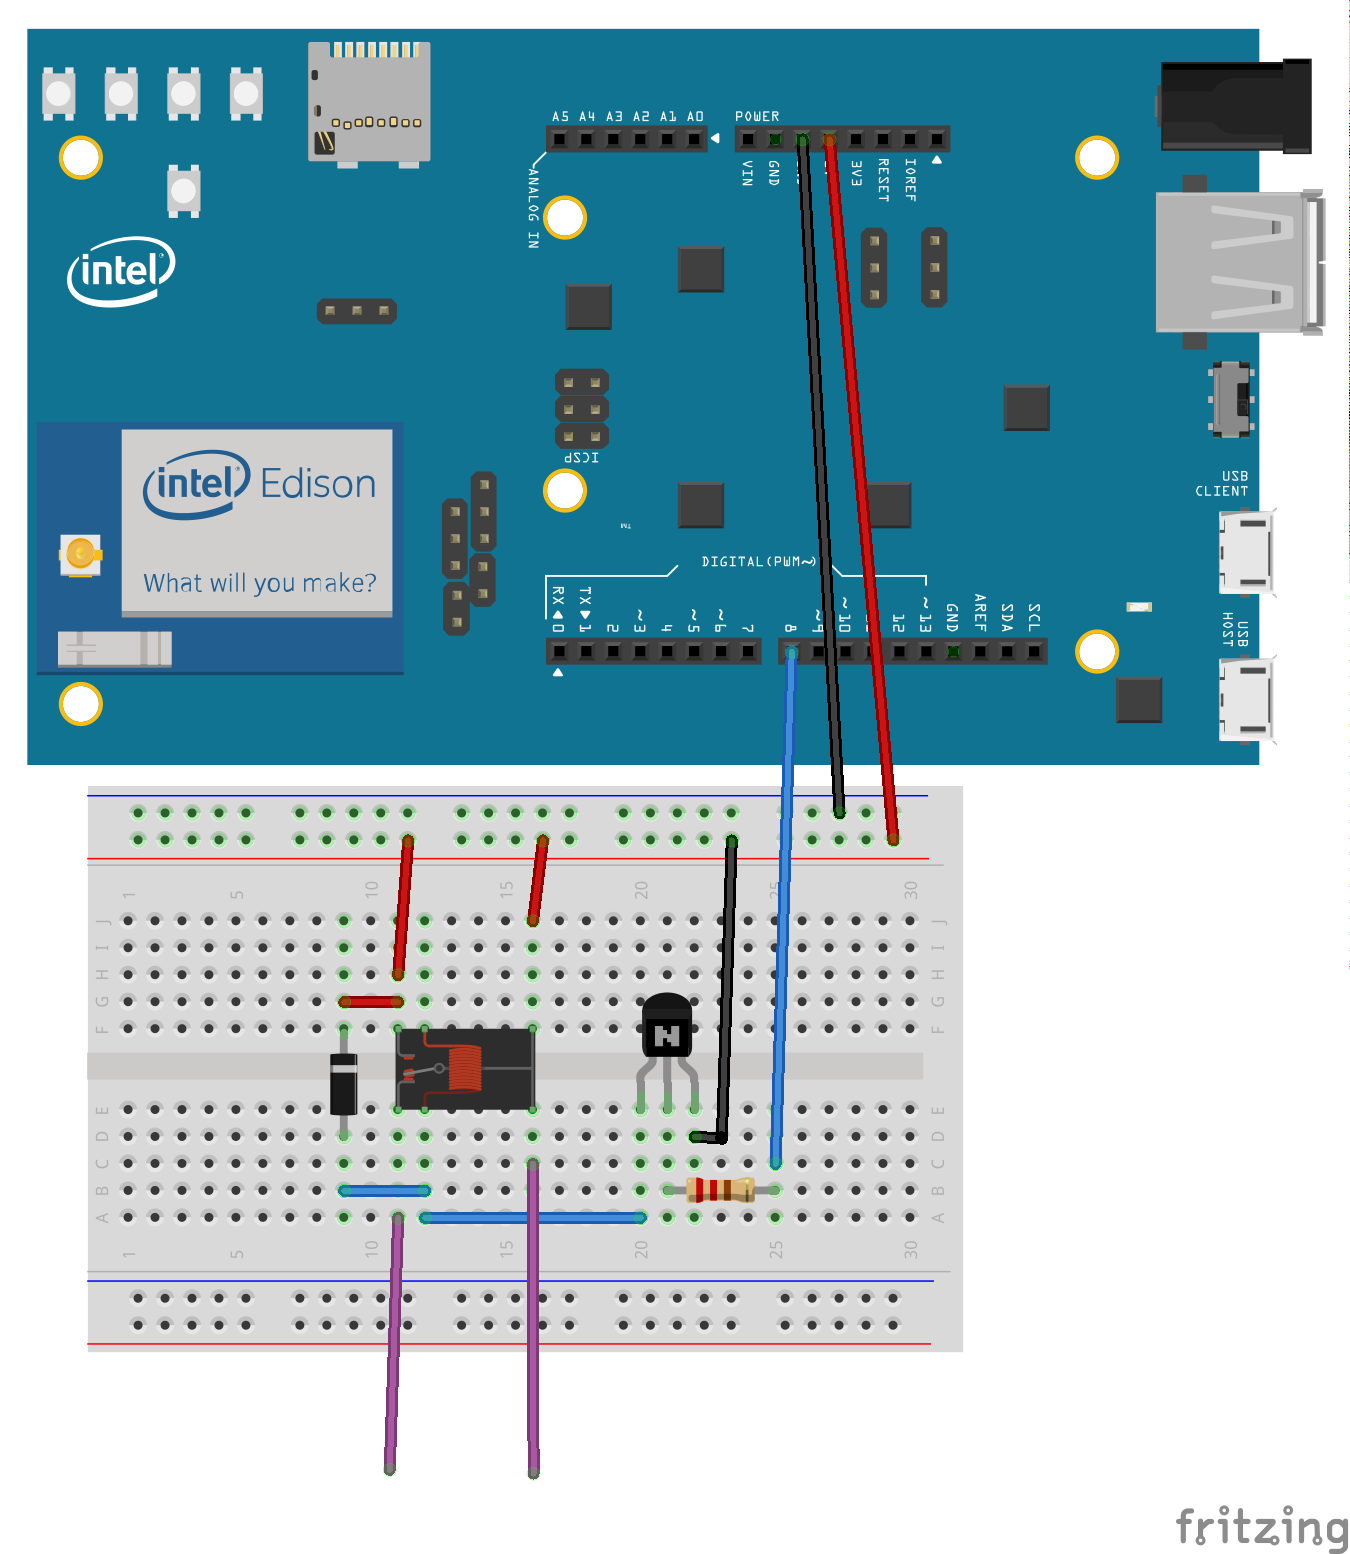 A5 A4 A3 A2 A1 A0
POWER
VIN
GND
3V3
RESET
IOREF
ANALOG IN
intel
ICSP
intel Edison
What will you make?
TM
USB
CLIENT
DIGITAL(PWM~)
RX 0
TX 1
2
~3
4
~5
~6
7
8
~9
~10
12
~13
GND
AREF
SDA
SCL
USB
HOST
1 5 10 15 20 25 30
J J
I I
H H
G G
F F
N
E E
D D
C C
B B
A A
1 5 10 15 20 25 30
fritzing